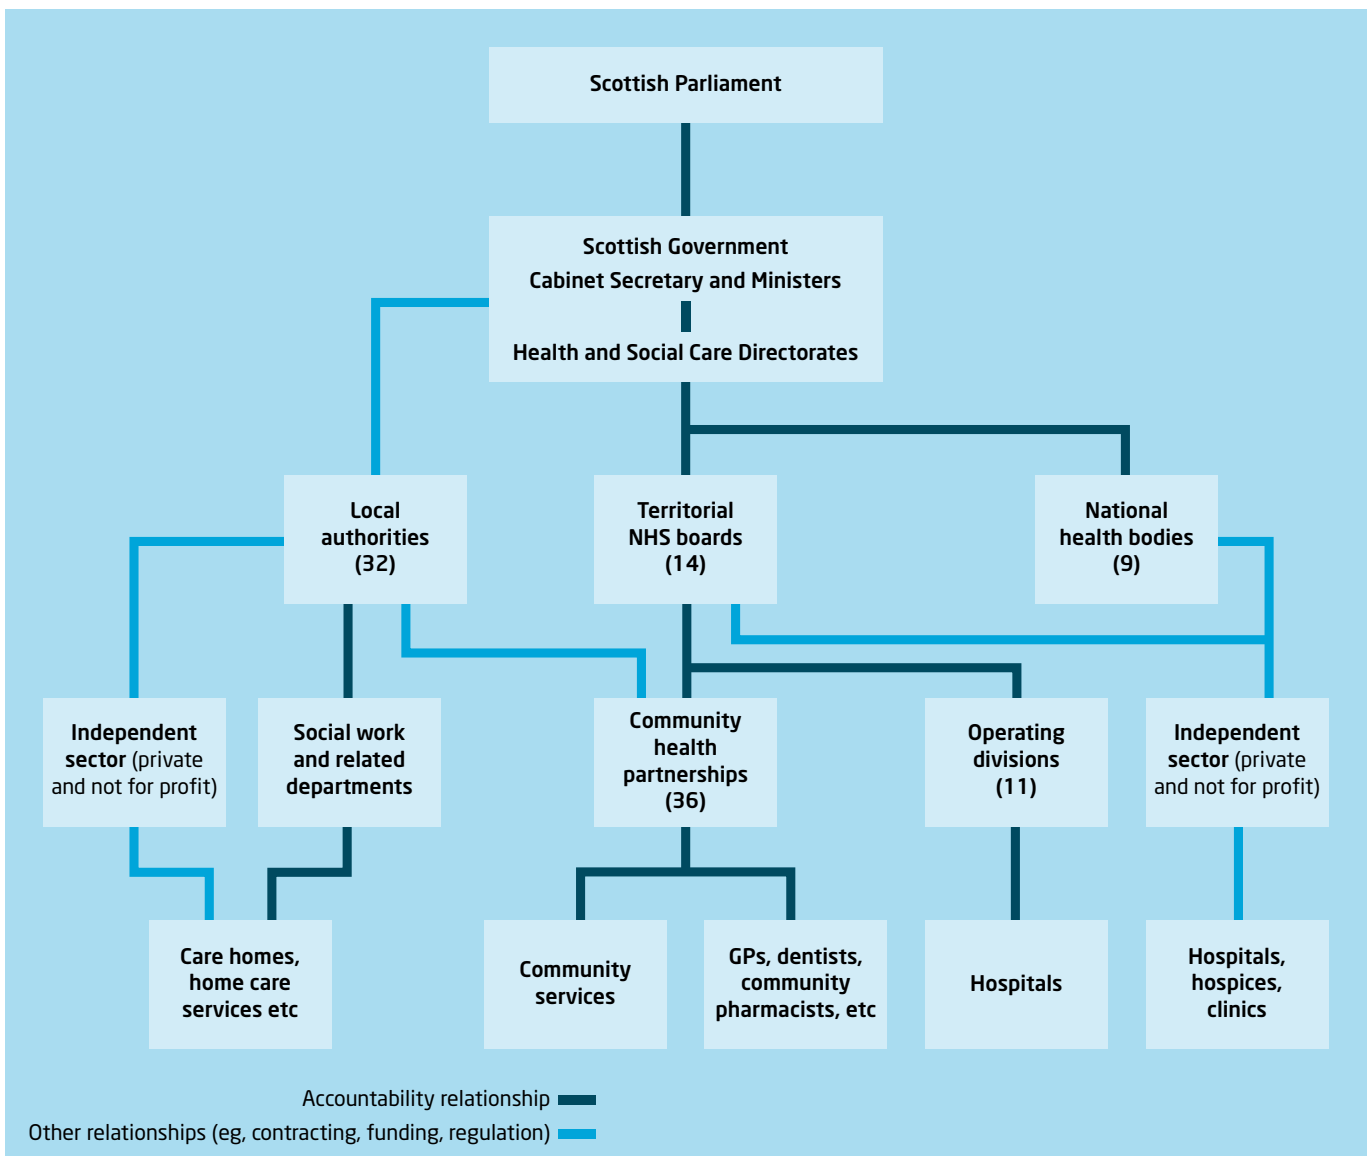 Scottish Parliament
Scottish Government
Cabinet Secretary and Ministers
Health and Social Care Directorates
Local
authorities
(32)
Territorial
NHS boards
(14)
National
health bodies
(9)
Independent
sector (private
and not for profit)
Social work
and related
departments
Community
health
partnerships
(36)
Operating
divisions
(11)
Independent
sector (private
and not for profit)
Care homes,
home care
services etc
Community
services
GPs, dentists,
community
pharmacists, etc
Hospitals
Hospitals,
hospices,
clinics
Accountability relationship
Other relationships (eg, contracting, funding, regulation)